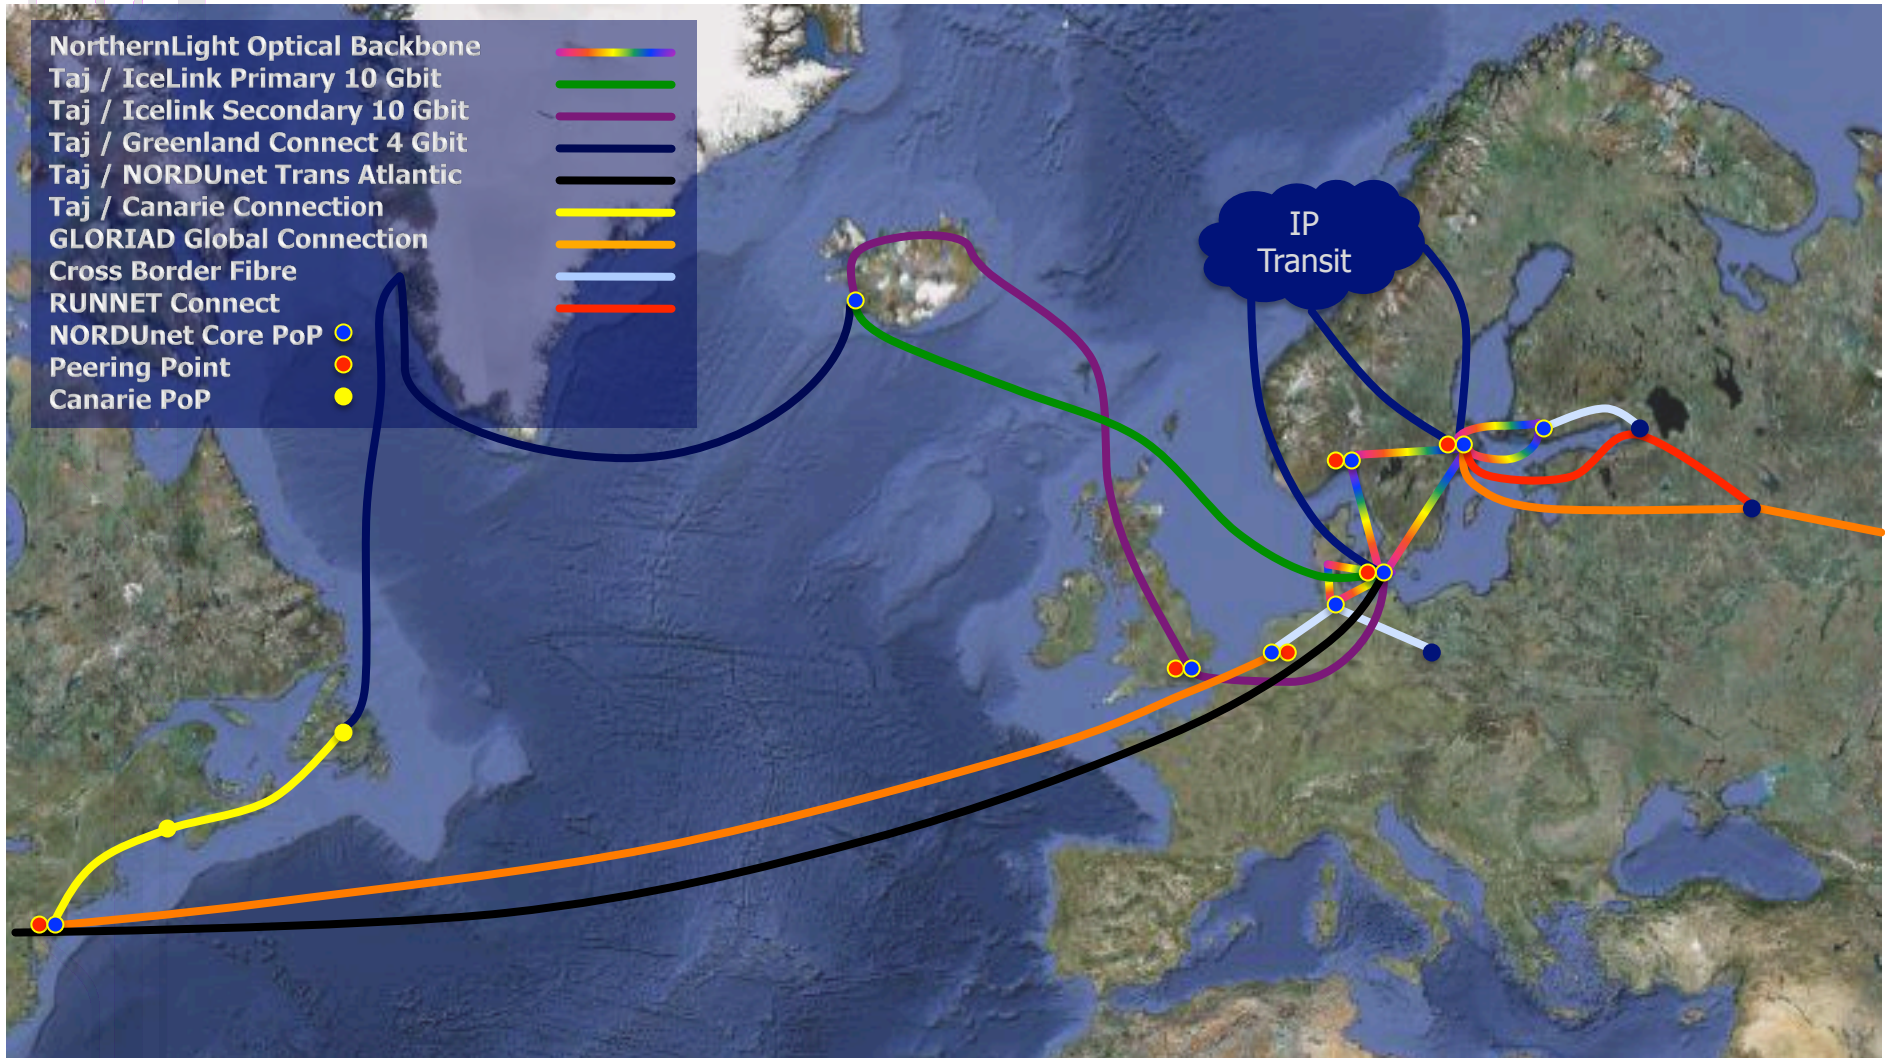 NorthernLight Optical Backbone
Taj / IceLink Primary 10 Gbit
Taj / Icelink Secondary 10 Gbit
Taj / Greenland Connect 4 Gbit
Taj / NORDUnet Trans Atlantic
Taj / Canarie Connection
GLORIAD Global Connection
Cross Border Fibre
RUNNET Connect
NORDUnet Core PoP
Peering Point
Canarie PoP
IP
Transit